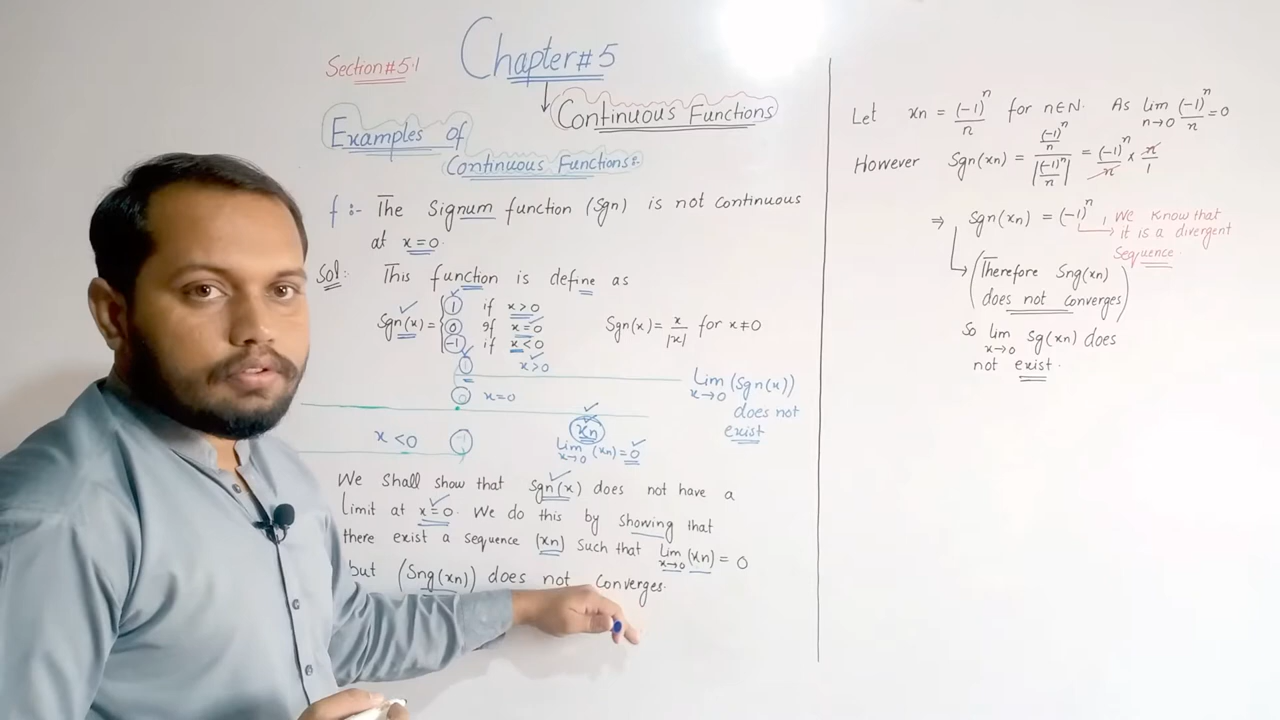 Section#5.1
Chapter#5
Continuous Functions
Examples of
Continuous Functions:-
f :- The Signum function (Sgn) is not continuous
at x=0.
Sol: This function is define as
Sgn(x) = { 1 if x>0
0 if x=0
-1 if x<0
Sgn(x) = x/|x| for x≠0
1 x>0
0 x=0
x<0 -1
Lim x→0 (Sgn(x))
does not
exist
xn
Lim x→0 (xn) = 0
We shall show that Sgn(x) does not have a
limit at x=0. We do this by showing that
there exist a sequence (xn) such that Lim x→0 (xn) = 0
but (Sng(xn)) does not converges.
Let xn = (-1)^n/n for n∈N. As lim n→0 (-1)^n/n = 0
However Sgn(xn) = ((-1)^n/n)/|(-1)^n/n| = (-1)^n/n × n/1
⇒ Sgn(xn) = (-1)^n, We know that
it is a divergent
Sequence.
(Therefore Sng(xn)
does not converges)
So lim x→0 Sg(xn) does
not exist.